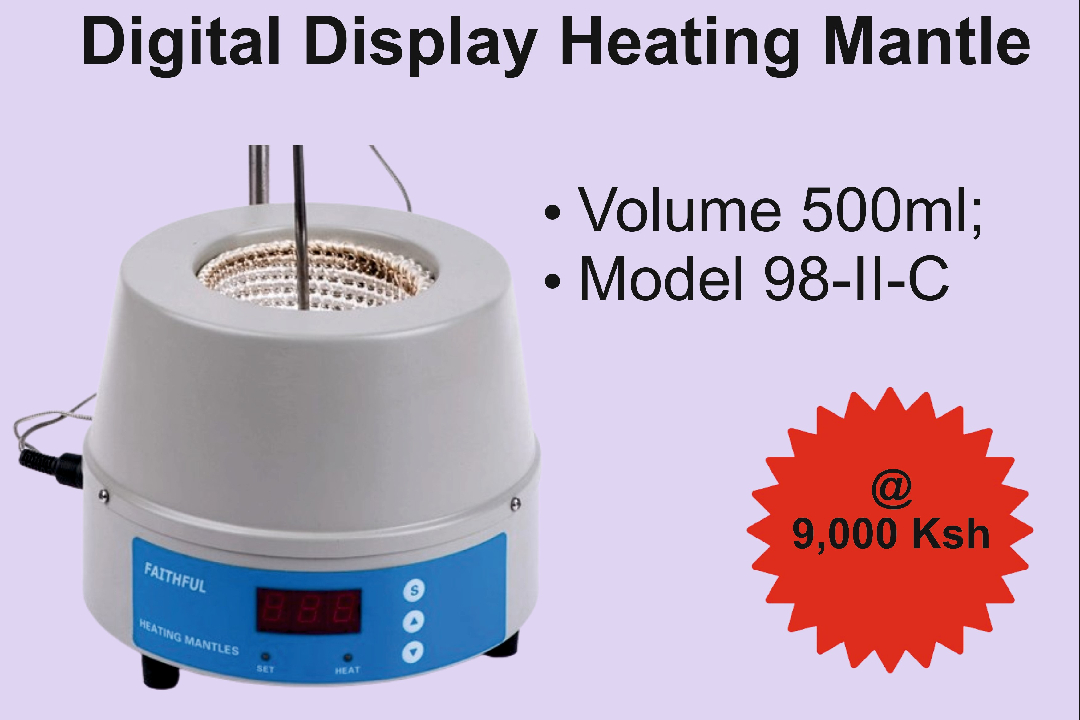 Digital Display Heating Mantle
• Volume 500ml;
• Model 98-II-C
@
9,000 Ksh
FAITHFUL
HEATING MANTLES
SET
HEAT
S